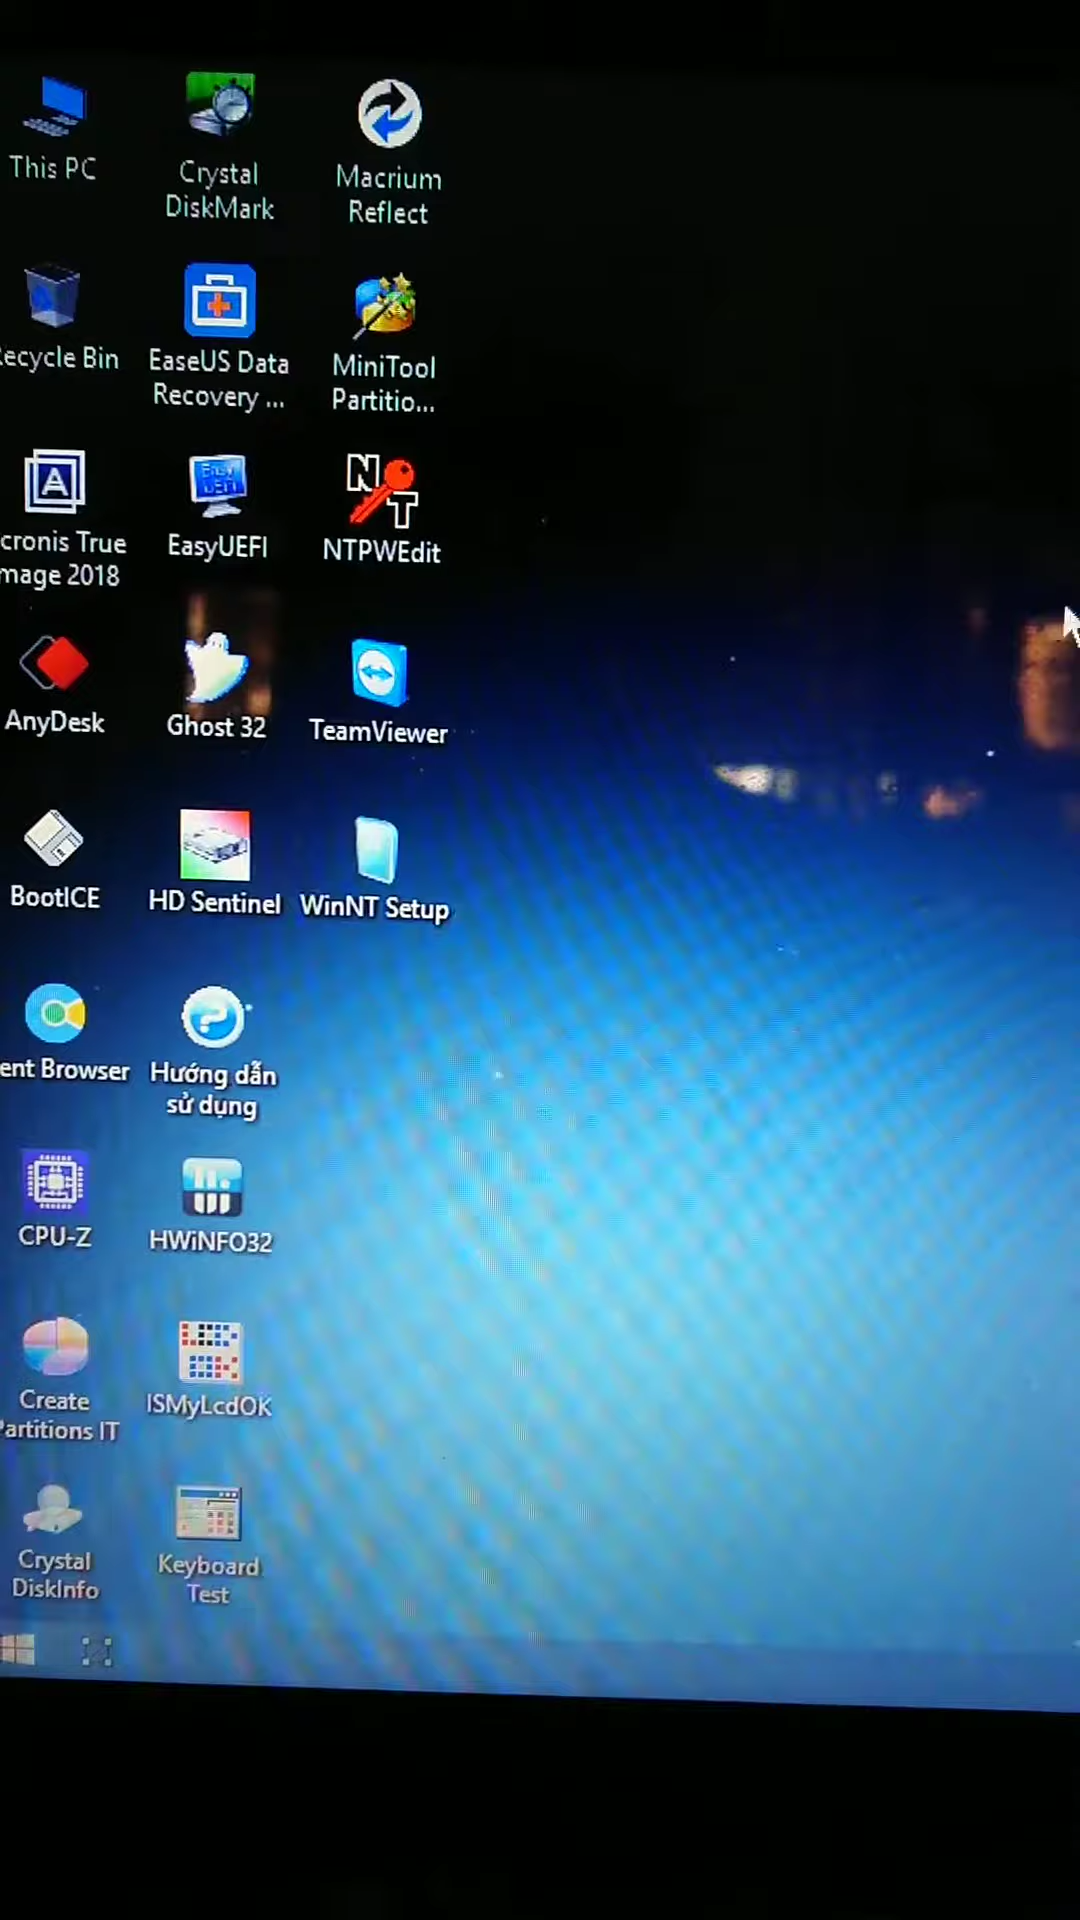 This PC
Crystal
DiskMark
Macrium
Reflect
ecycle Bin
EaseUS Data
Recovery ...
MiniTool
Partitio...
cronis True
mage 2018
EasyUEFI
NTPWEdit
AnyDesk
Ghost 32
TeamViewer
BootICE
HD Sentinel
WinNT Setup
ent Browser
Hướng dẫn
sử dụng
CPU-Z
HWiNFO32
Create
Partitions IT
ISMyLcdOK
Crystal
DiskInfo
Keyboard
Test